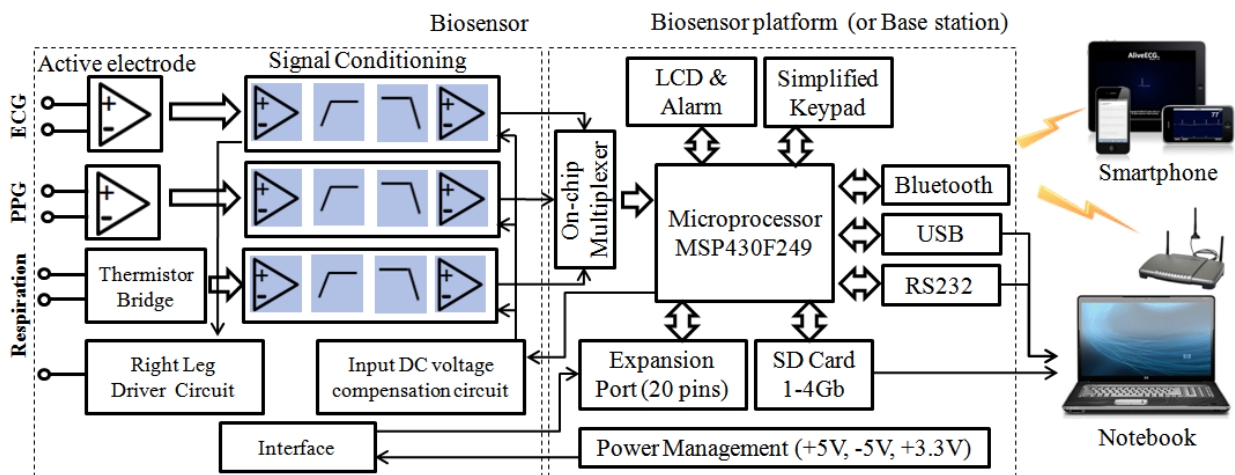 Biosensor
Biosensor platform (or Base station)
Active electrode
Signal Conditioning
ECG
PPG
Respiration
Thermistor
Bridge
Right Leg
Driver Circuit
Input DC voltage
compensation circuit
Interface
On-chip
Multiplexer
LCD &
Alarm
Simplified
Keypad
Microprocessor
MSP430F249
Bluetooth
USB
RS232
Expansion
Port (20 pins)
SD Card
1-4Gb
Power Management (+5V, -5V, +3.3V)
AliveECG
Smartphone
Notebook